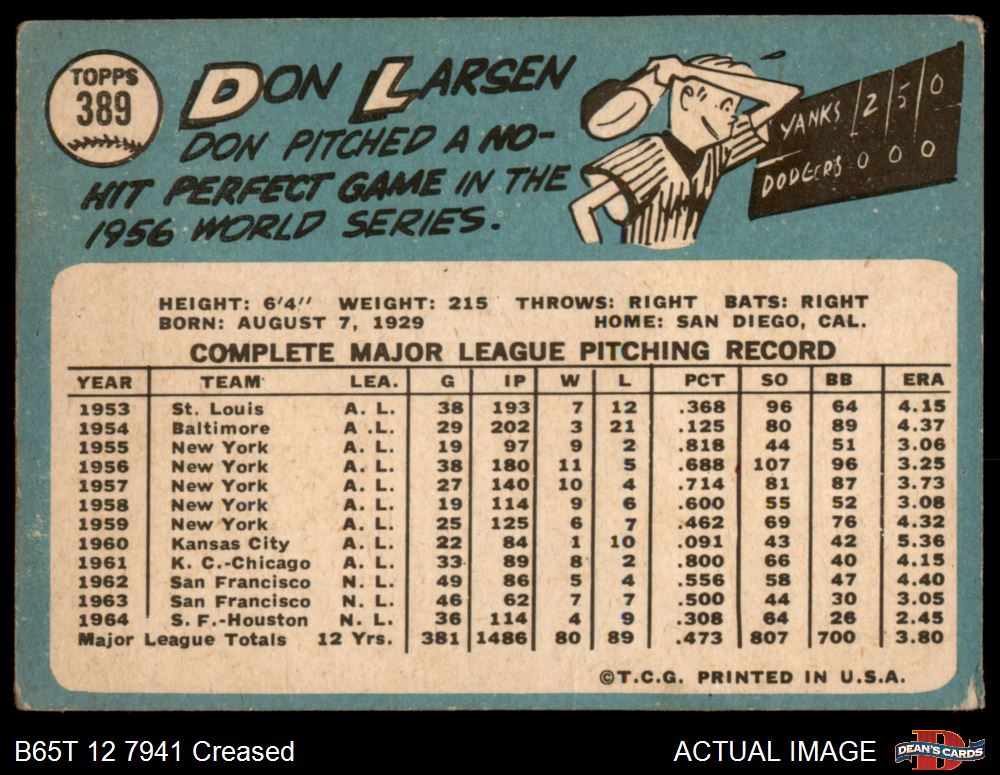 TOPPS
389
DON LARSEN
DON PITCHED A NO-
HIT PERFECT GAME IN THE
1956 WORLD SERIES.
YANKS 2 5 0
DODGERS 0 0 0
HEIGHT: 6'4" WEIGHT: 215 THROWS: RIGHT BATS: RIGHT
BORN: AUGUST 7, 1929 HOME: SAN DIEGO, CAL.
COMPLETE MAJOR LEAGUE PITCHING RECORD
YEAR TEAM LEA. G IP W L PCT SO BB ERA
1953 St. Louis A. L. 38 193 7 12 .368 96 64 4.15
1954 Baltimore A .L. 29 202 3 21 .125 80 89 4.37
1955 New York A. L. 19 97 9 2 .818 44 51 3.06
1956 New York A. L. 38 180 11 5 .688 107 96 3.25
1957 New York A. L. 27 140 10 4 .714 81 87 3.73
1958 New York A. L. 19 114 9 6 .600 55 52 3.08
1959 New York A. L. 25 125 6 7 .462 69 76 4.32
1960 Kansas City A. L. 22 84 1 10 .091 43 42 5.36
1961 K. C.-Chicago A. L. 33 89 8 2 .800 66 40 4.15
1962 San Francisco N. L. 49 86 5 4 .556 58 47 4.40
1963 San Francisco N. L. 46 62 7 7 .500 44 30 3.05
1964 S. F.-Houston N. L. 36 114 4 9 .308 64 26 2.45
Major League Totals 12 Yrs. 381 1486 80 89 .473 807 700 3.80
©T.C.G. PRINTED IN U.S.A.
B65T 12 7941 Creased
ACTUAL IMAGE
D
DEAN'S CARDS